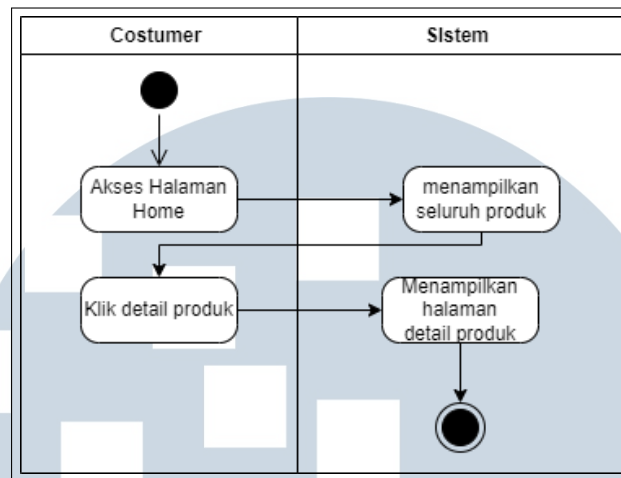 Costumer
SIstem
Akses Halaman
Home
menampilkan
seluruh produk
Klik detail produk
Menampilkan
halaman
detail produk